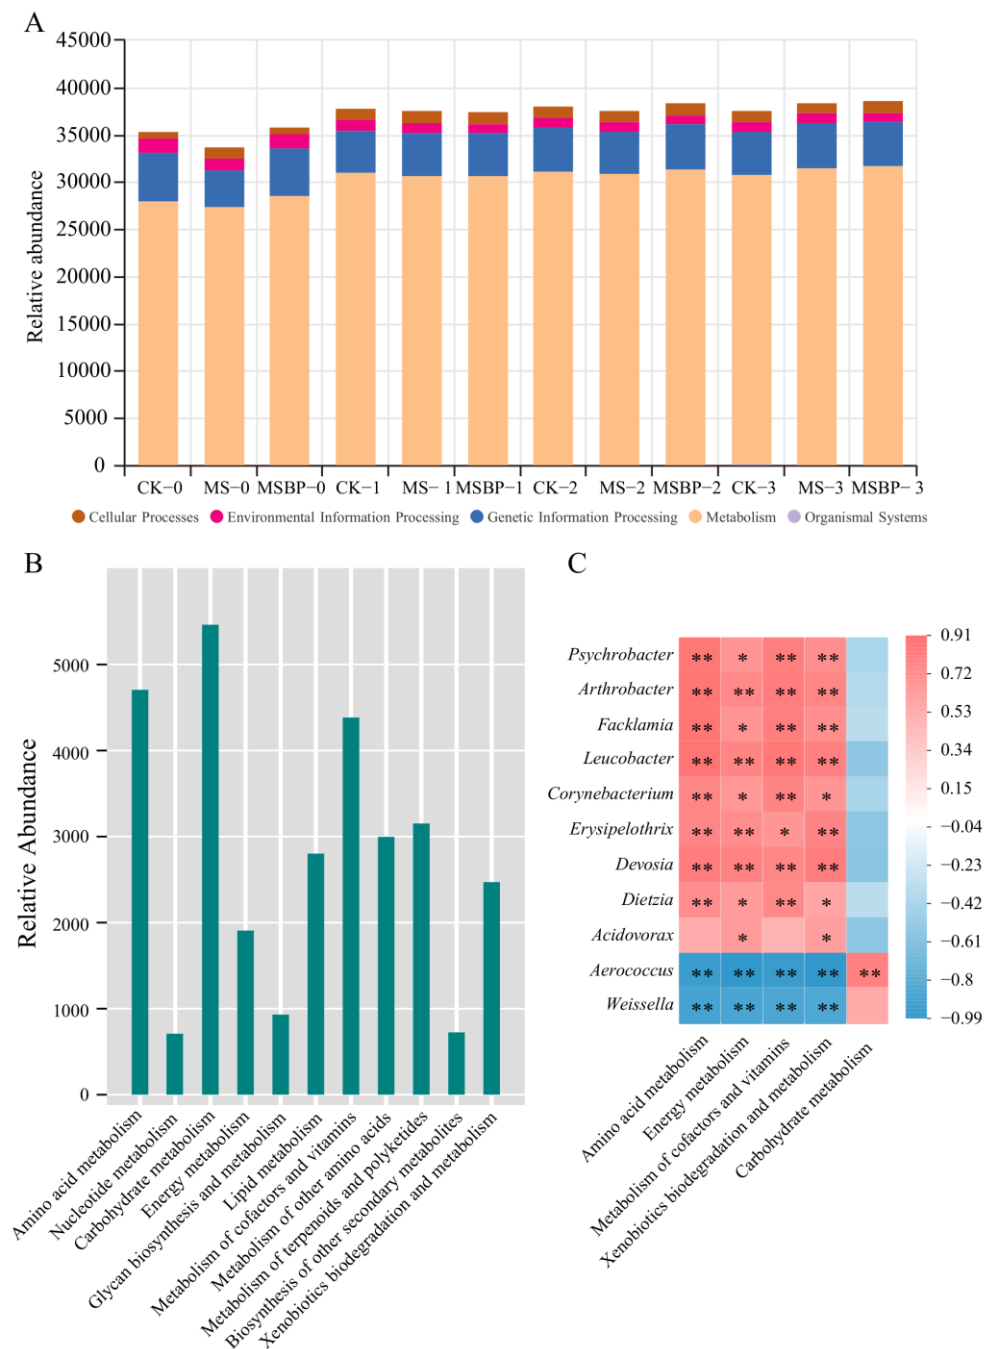 A
Relative abundance
45000
40000
35000
30000
25000
20000
15000
10000
5000
0
CK−0 MS−0 MSBP−0 CK−1 MS− 1 MSBP−1 CK−2 MS−2 MSBP−2 CK−3 MS−3 MSBP− 3
Cellular Processes Environmental Information Processing Genetic Information Processing Metabolism Organismal Systems
B
Relative Abundance
5000
4000
3000
2000
1000
0
Amino acid metabolism
Nucleotide metabolism
Carbohydrate metabolism
Energy metabolism
Glycan biosynthesis and metabolism
Lipid metabolism
Metabolism of cofactors and vitamins
Metabolism of other amino acids
Metabolism of terpenoids and polyketides
Biosynthesis of other secondary metabolites
Xenobiotics biodegradation and metabolism
C
Psychrobacter ** * ** **
Arthrobacter ** ** ** **
Facklamia ** * ** **
Leucobacter ** ** ** **
Corynebacterium ** * ** *
Erysipelothrix ** ** * **
Devosia ** ** ** **
Dietzia ** * ** *
Acidovorax * *
Aerococcus ** ** ** ** **
Weissella ** ** ** **
Amino acid metabolism
Energy metabolism
Metabolism of cofactors and vitamins
Xenobiotics biodegradation and metabolism
Carbohydrate metabolism
0.91
0.72
0.53
0.34
0.15
−0.04
−0.23
−0.42
−0.61
−0.8
−0.99